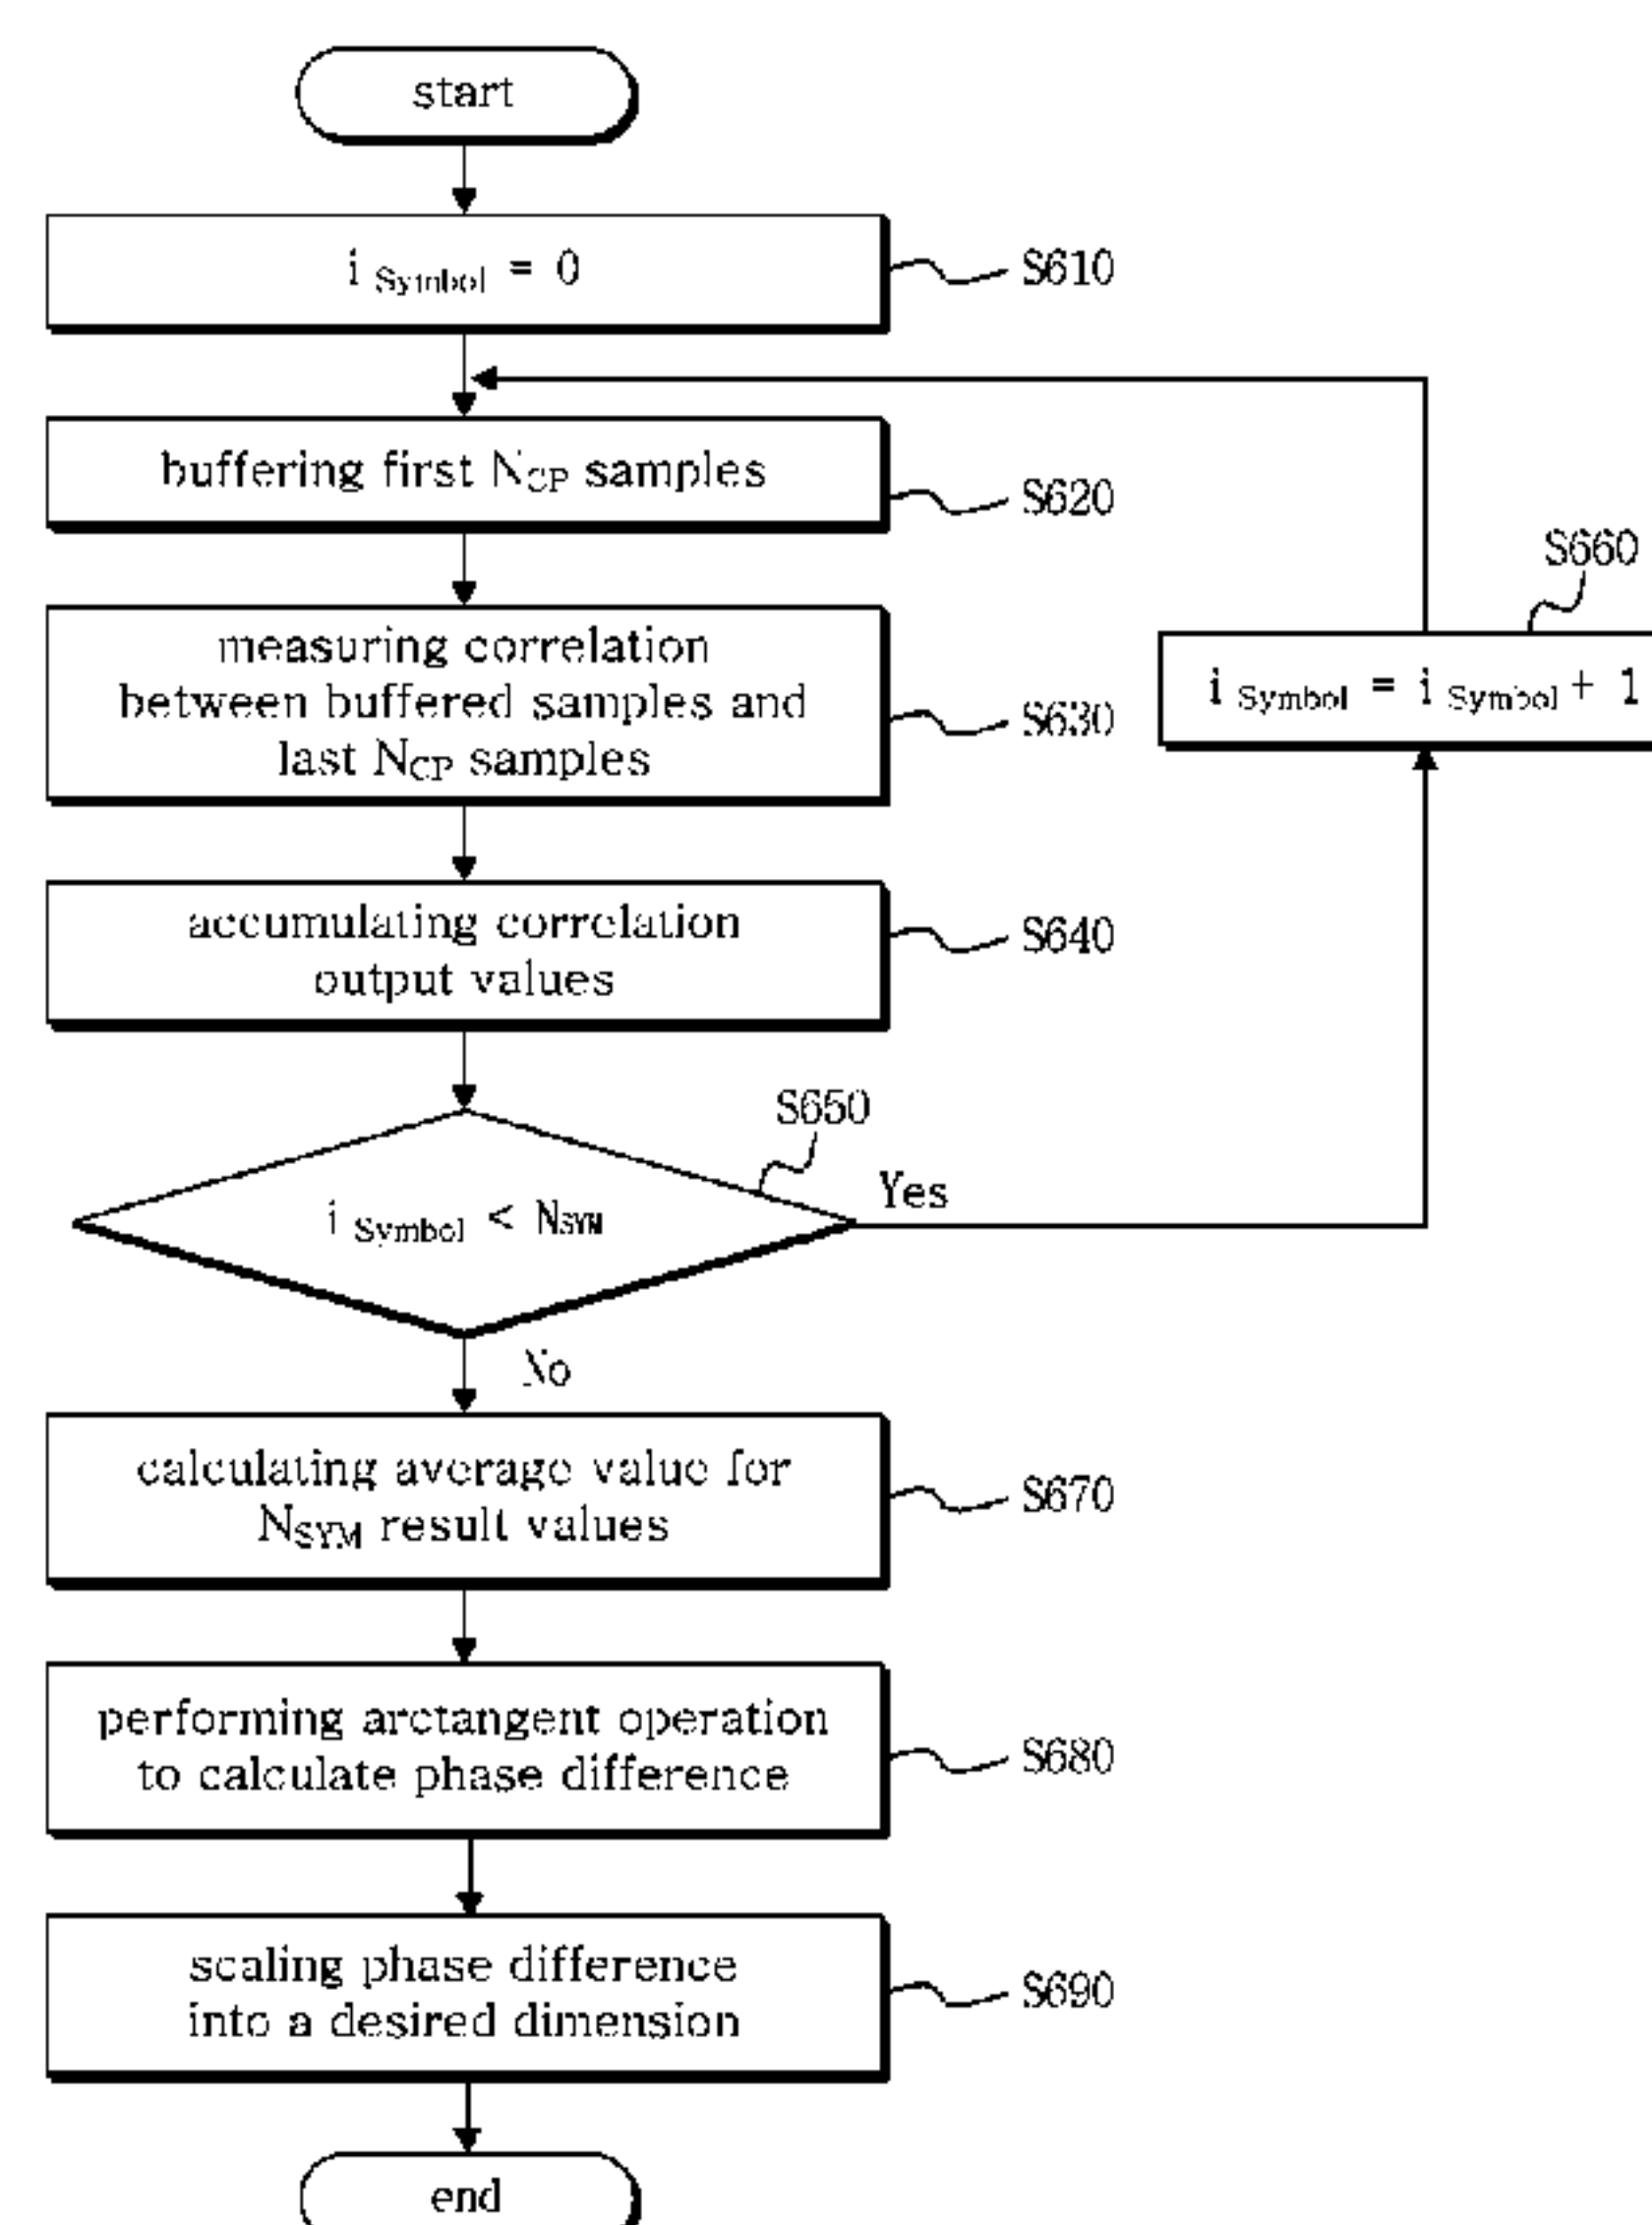 start
i Symbol = 0
S610
buffering first NCP samples
S620
measuring correlation
between buffered samples and
last NCP samples
S630
S660
i Symbol = i Symbol + 1
accumulating correlation
output values
S640
S650
i Symbol < NSYM
Yes
No
calculating average value for
NSYM result values
S670
performing arctangent operation
to calculate phase difference
S680
scaling phase difference
into a desired dimension
S690
end